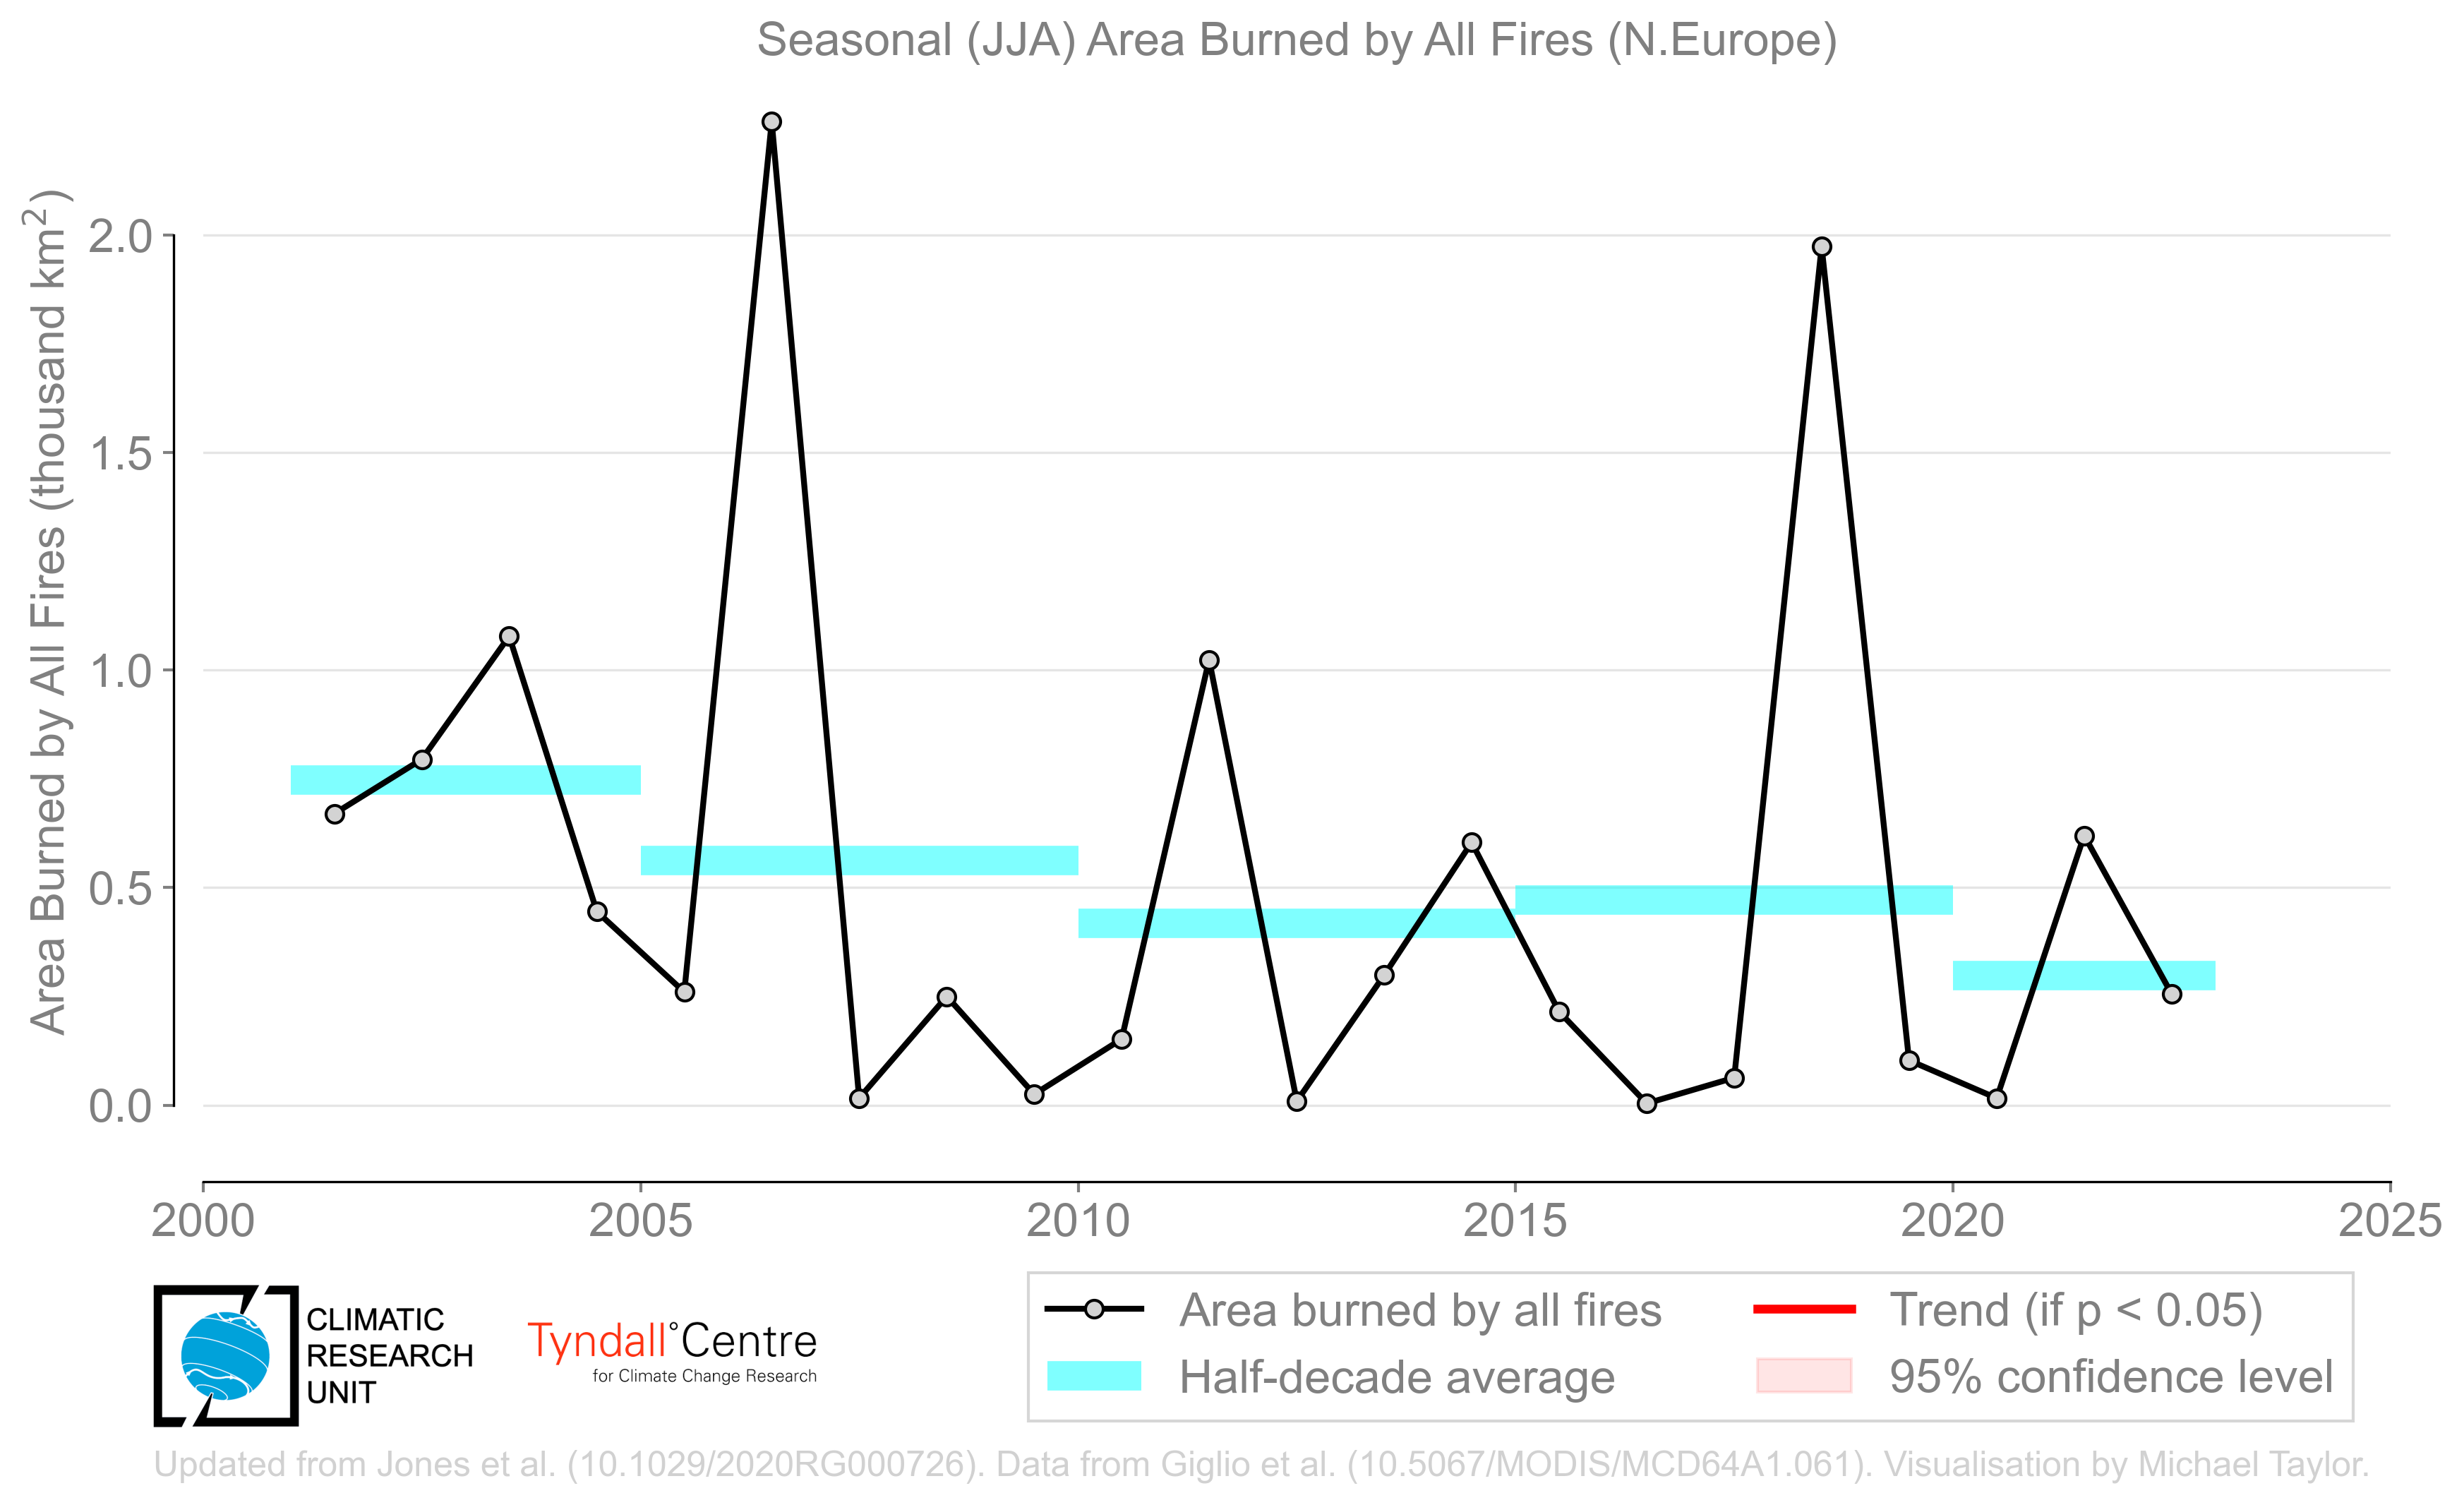 Seasonal (JJA) Area Burned by All Fires (N.Europe)
Area Burned by All Fires (thousand km²)
2.0
1.5
1.0
0.5
0.0
2000 2005 2010 2015 2020 2025
CLIMATIC
RESEARCH
UNIT
Tyndall°Centre
for Climate Change Research
Area burned by all fires
Half-decade average
Trend (if p < 0.05)
95% confidence level
Updated from Jones et al. (10.1029/2020RG000726). Data from Giglio et al. (10.5067/MODIS/MCD64A1.061). Visualisation by Michael Taylor.